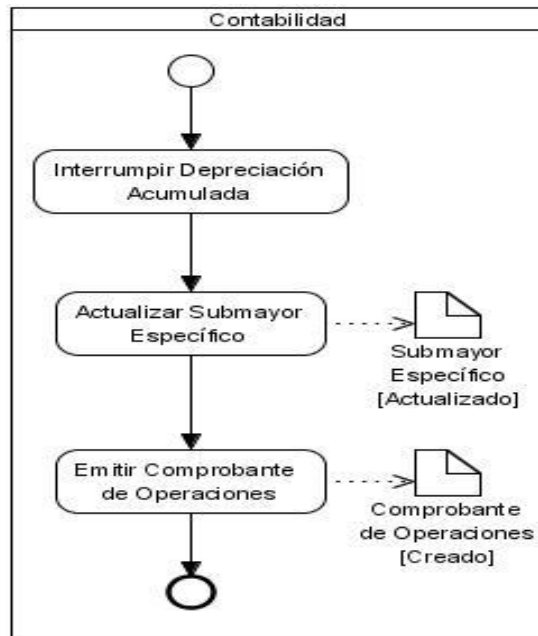 Contabilidad
Interrumpir Depreciación
Acumulada
Actualizar Submayor
Específico
Submayor
Específico
[Actualizado]
Emitir Comprobante
de Operaciones
Comprobante
de Operaciones
[Creado]